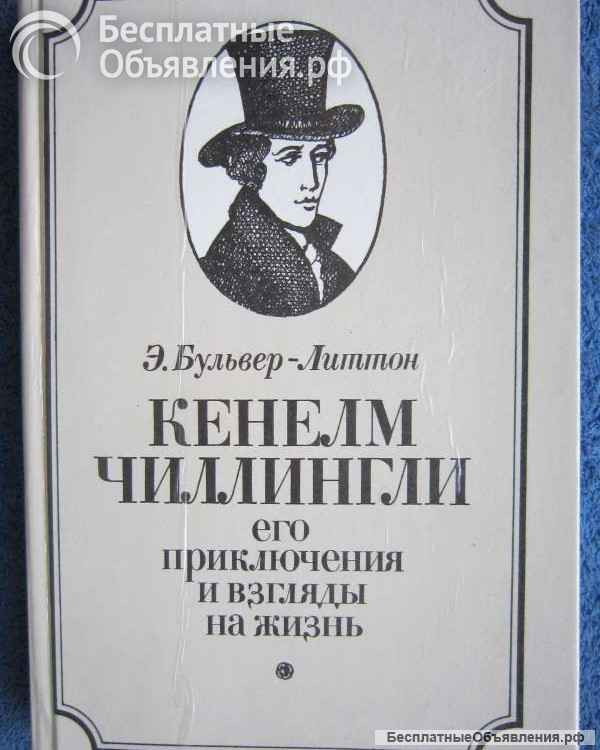 Бесплатные
Объявления.рф
Э. Бульвер-Литтон
КЕНЕЛМ
ЧИЛЛИНГЛИ
его
приключения
и взгляды
на жизнь
БесплатныеОбъявления.рф